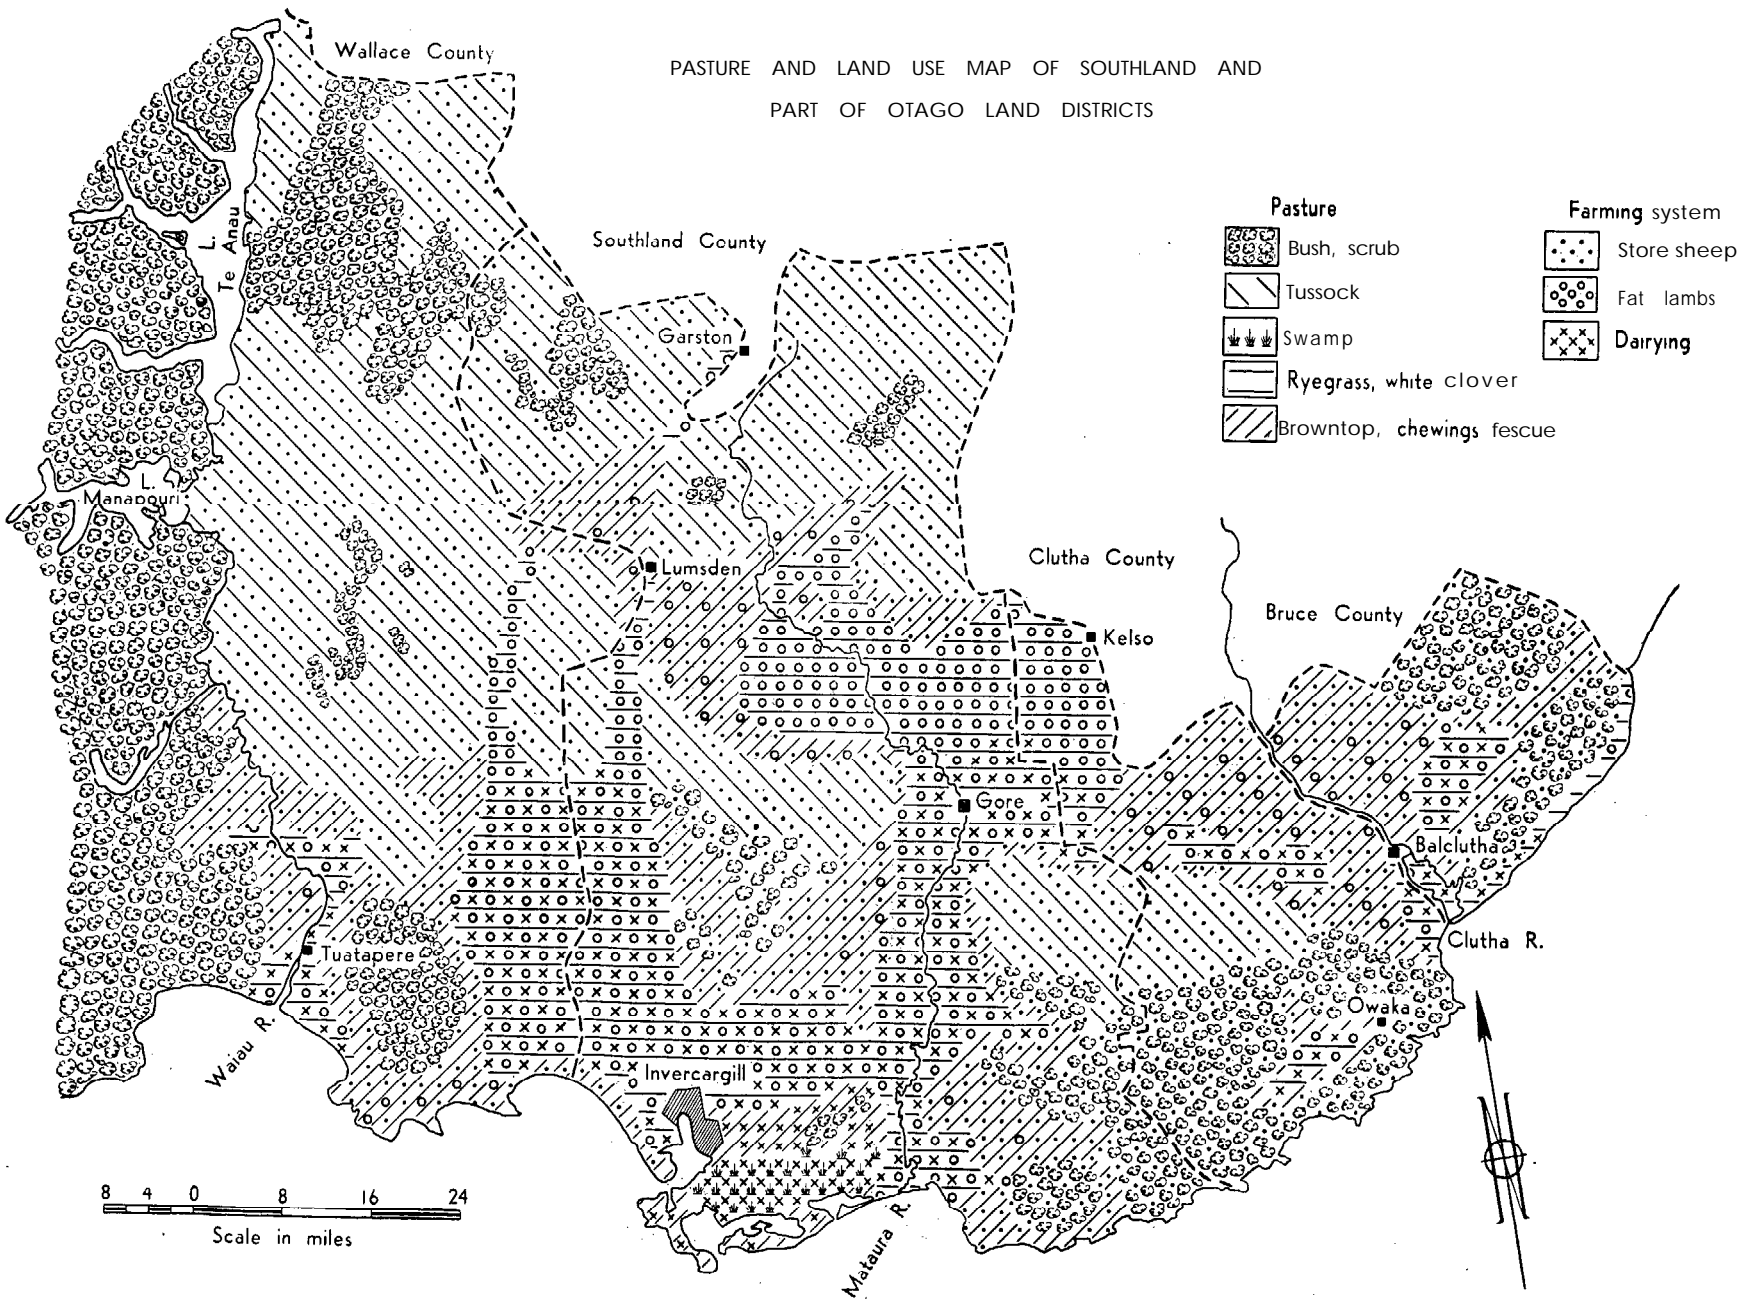 PASTURE AND LAND USE MAP OF SOUTHLAND AND
PART OF OTAGO LAND DISTRICTS
Wallace County
Southland County
Clutha County
Bruce County
Pasture
Bush, scrub
Tussock
Swamp
Ryegrass, white clover
Browntop, chewings fescue
Farming system
Store sheep
Fat lambs
Dairying
L.
Te Anau
Garston
L.
Manapouri
Lumsden
Kelso
Gore
Balclutha
Tuatapere
Clutha R.
Owaka
Waiau R.
Invercargill
Mataura R.
8 4 0 8 16 24
Scale in miles
N